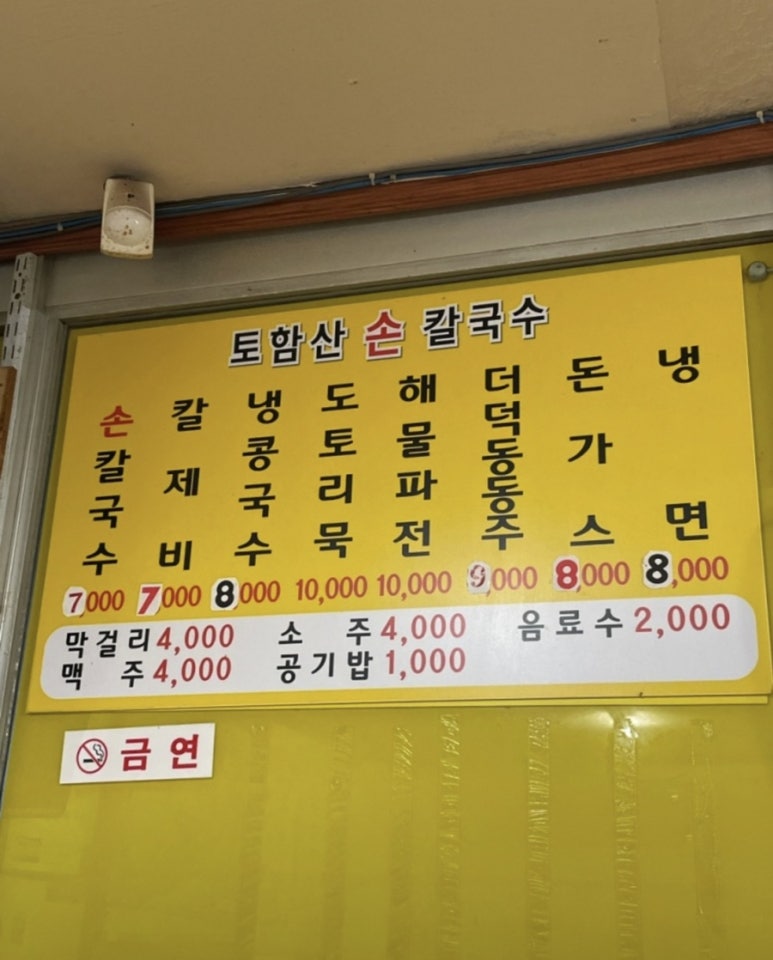 토함산 손 칼국수
손칼국수 7,000
칼제비 7,000
냉콩국수 8,000
도토리묵 10,000
해물파전 10,000
더덕동동주 9,000
돈가스 8,000
냉면 8,000
막걸리 4,000 소주 4,000 음료수 2,000
맥주 4,000 공기밥 1,000
금연